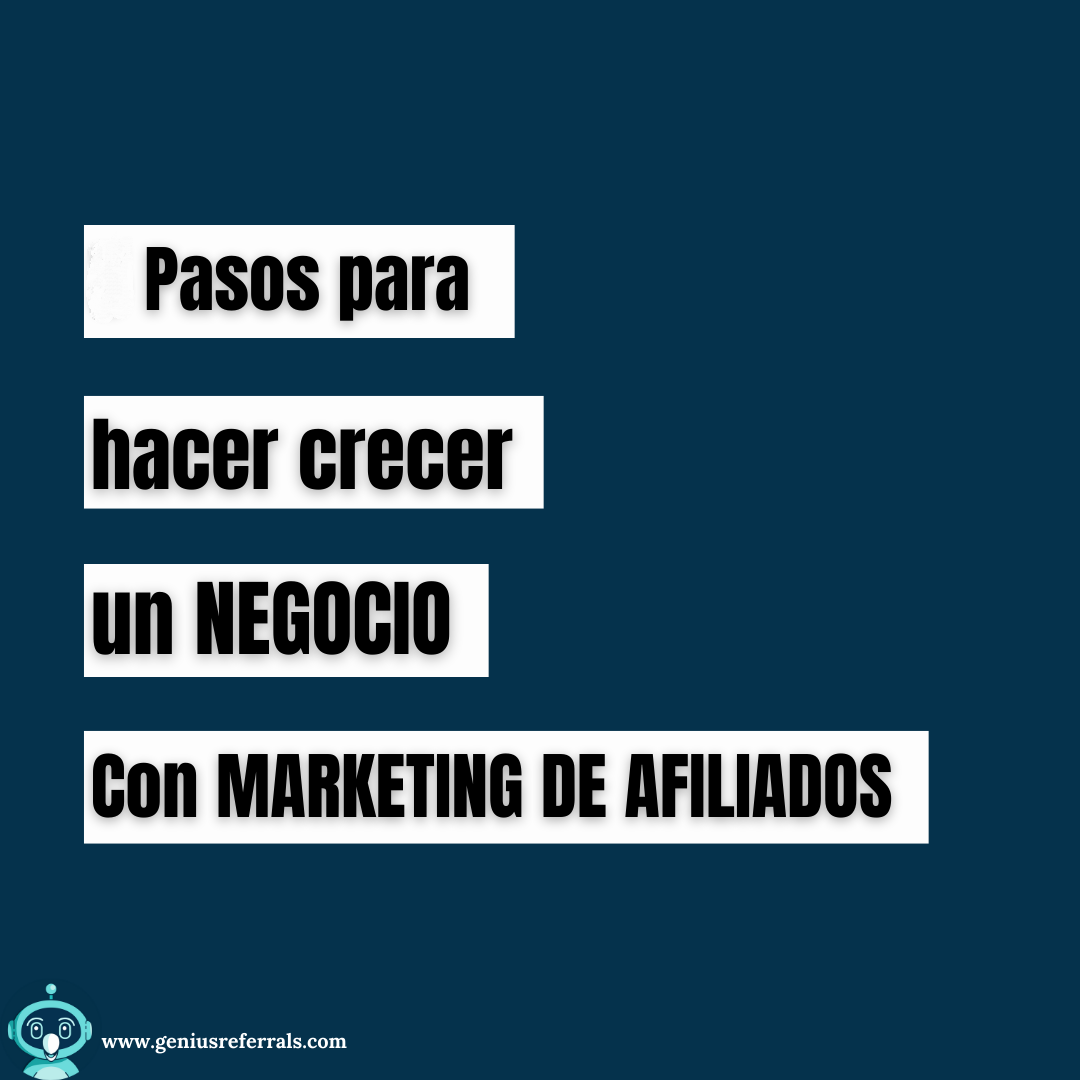 Pasos para
hacer crecer
un NEGOCIO
Con MARKETING DE AFILIADOS
www.geniusreferrals.com